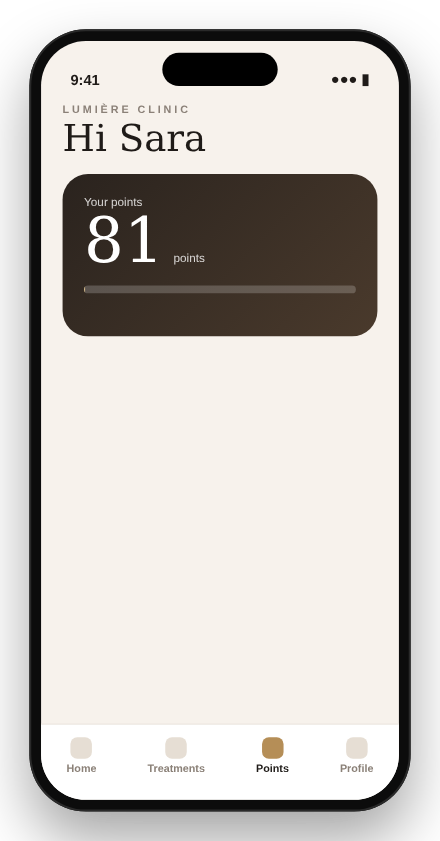 9:41
LUMIÈRE CLINIC
Hi Sara
Your points
81 points
Home Treatments Points Profile